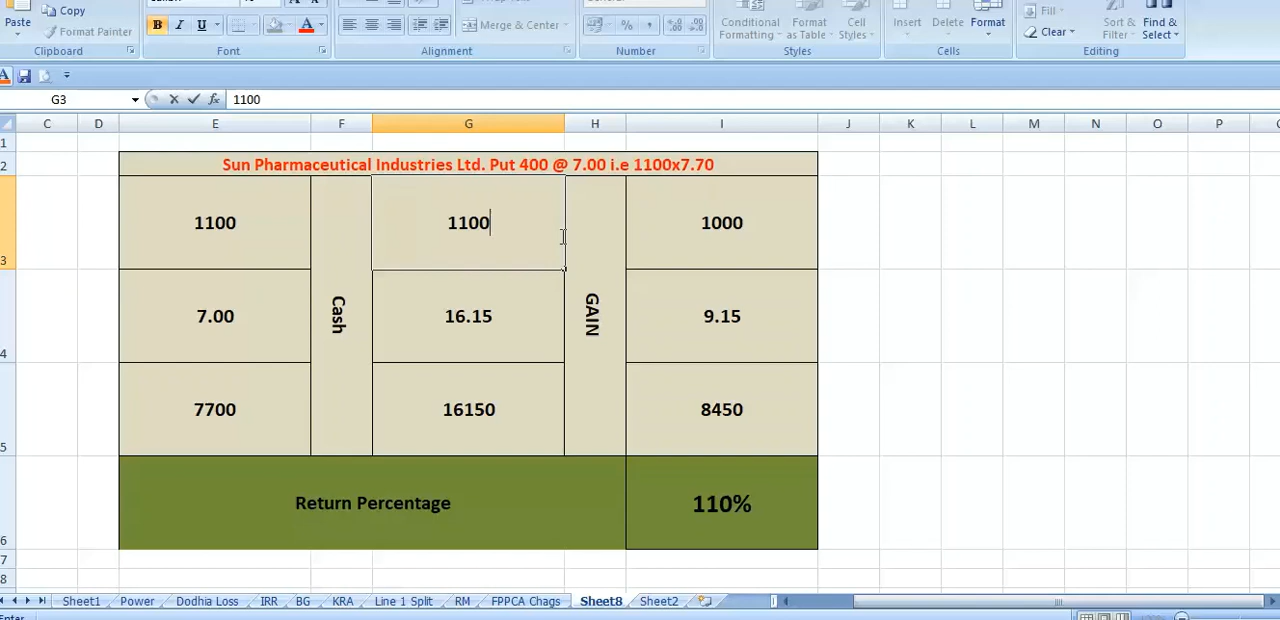 Paste
Copy
Format Painter
Clipboard
B I U
A
Font
Merge & Center
Alignment
%
,
Number
Conditional Formatting
Format as Table
Cell Styles
Styles
Insert
Delete
Format
Cells
Fill
Clear
Sort & Filter
Find & Select
Editing
G3
fx
1100
C D E F G H I J K L M N O P
1
2
Sun Pharmaceutical Industries Ltd. Put 400 @ 7.00 i.e 1100x7.70
3
1100
1100
1000
4
7.00
Cash
16.15
GAIN
9.15
5
7700
16150
8450
6
Return Percentage
110%
7
8
Sheet1 Power Dodhia Loss IRR BG KRA Line 1 Split RM FPPCA Chags Sheet8 Sheet2